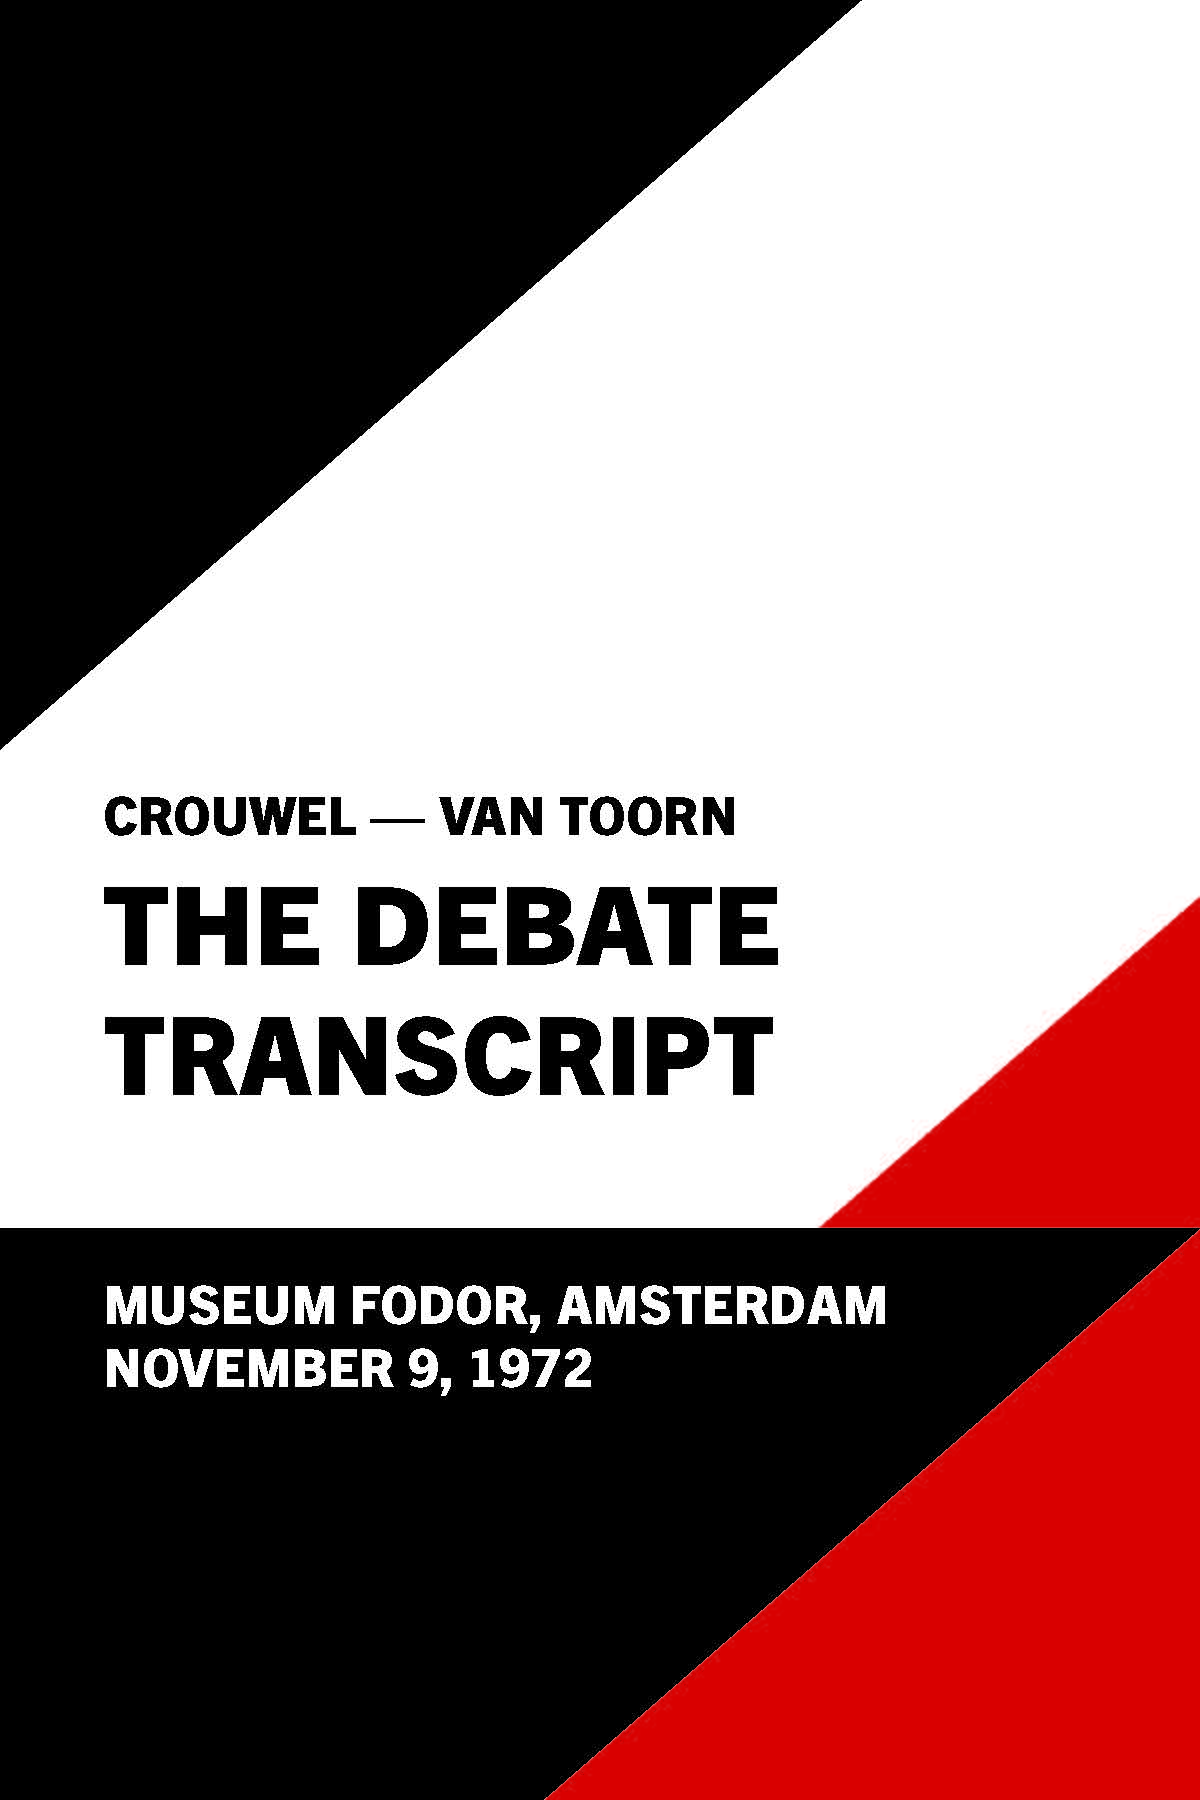 CROUWEL — VAN TOORN
THE DEBATE
TRANSCRIPT
MUSEUM FODOR, AMSTERDAM
NOVEMBER 9, 1972